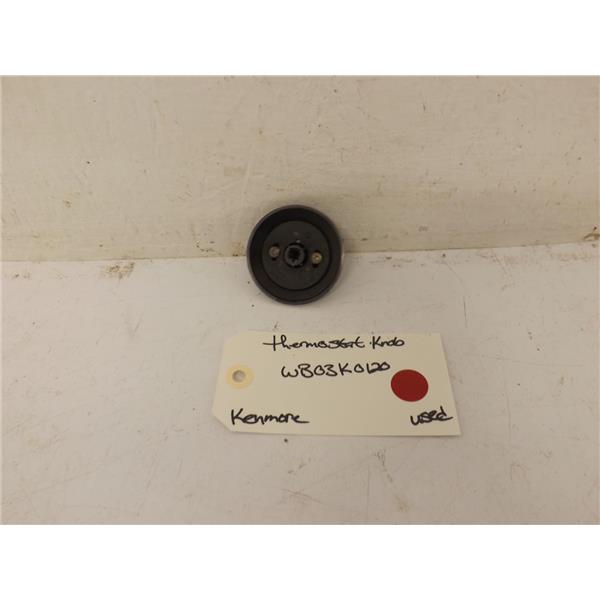 thermostat Knob
WB03K0120
Kenmore
used